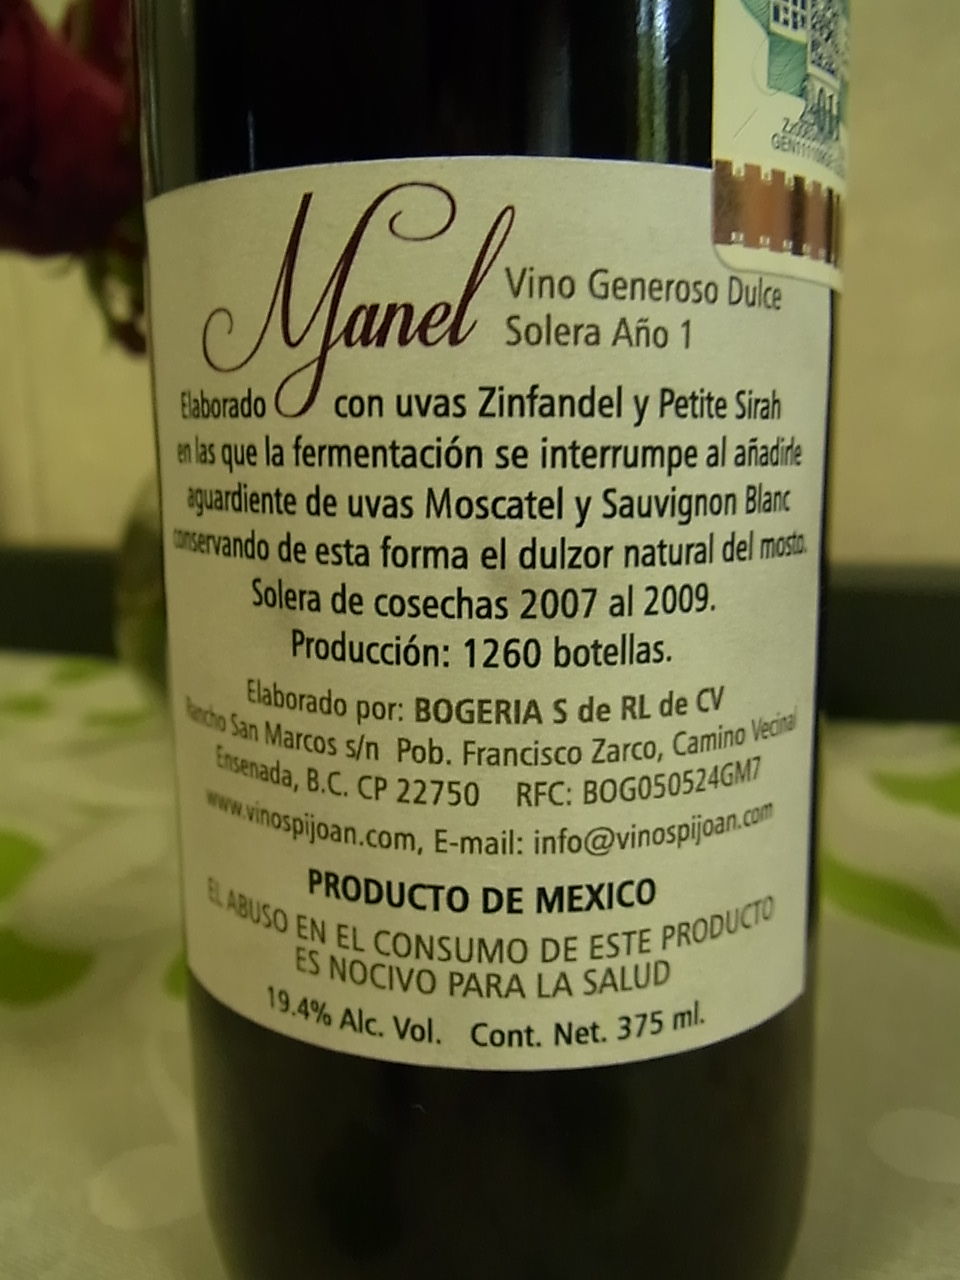 Manel
Vino Generoso Dulce
Solera Año 1
Elaborado con uvas Zinfandel y Petite Sirah
en las que la fermentación se interrumpe al añadirle
aguardiente de uvas Moscatel y Sauvignon Blanc
conservando de esta forma el dulzor natural del mosto.
Solera de cosechas 2007 al 2009.
Producción: 1260 botellas.
Elaborado por: BOGERIA S de RL de CV
Rancho San Marcos s/n Pob. Francisco Zarco, Camino Vecinal
Ensenada, B.C. CP 22750 RFC: BOG050524GM7
www.vinospijoan.com, E-mail: info@vinospijoan.com
PRODUCTO DE MEXICO
EL ABUSO EN EL CONSUMO DE ESTE PRODUCTO
ES NOCIVO PARA LA SALUD
19.4% Alc. Vol. Cont. Net. 375 ml.